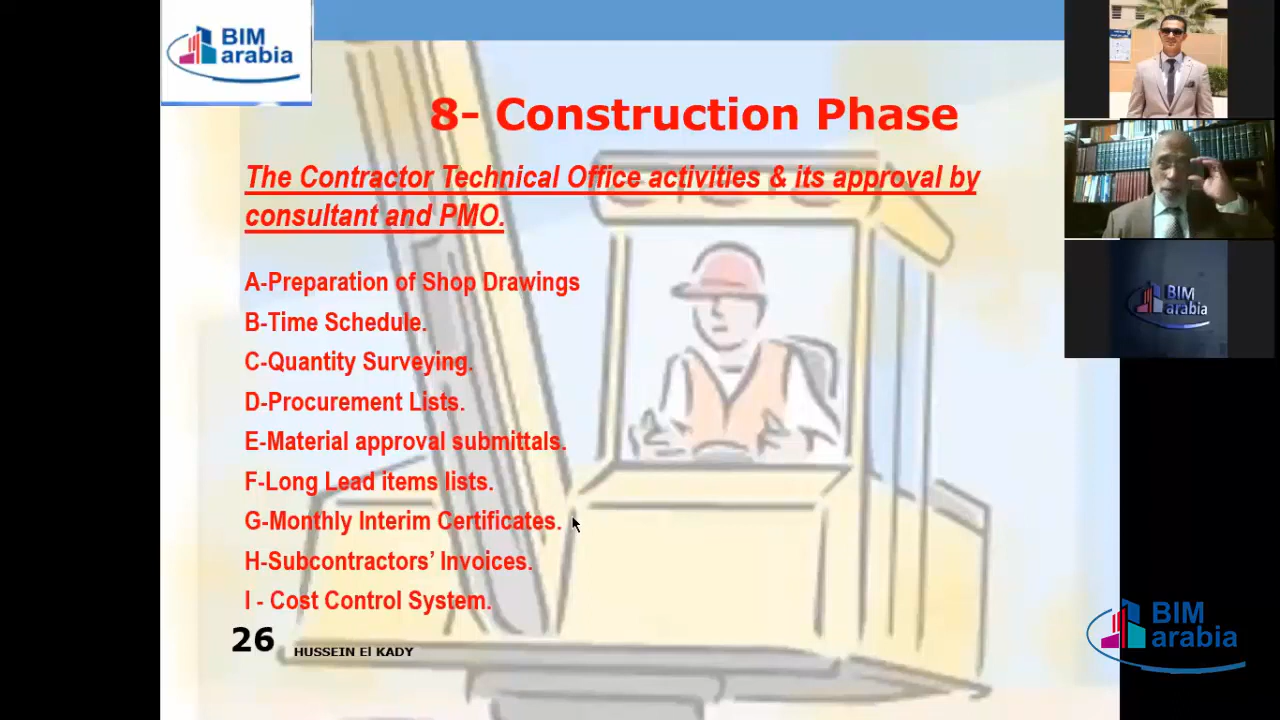 BIM
arabia
8- Construction Phase
The Contractor Technical Office activities & its approval by
consultant and PMO.
A-Preparation of Shop Drawings
B-Time Schedule.
C-Quantity Surveying.
D-Procurement Lists.
E-Material approval submittals.
F-Long Lead items lists.
G-Monthly Interim Certificates.
H-Subcontractors’ Invoices.
I - Cost Control System.
26
HUSSEIN El KADY
BIM
arabia
BIM
arabia